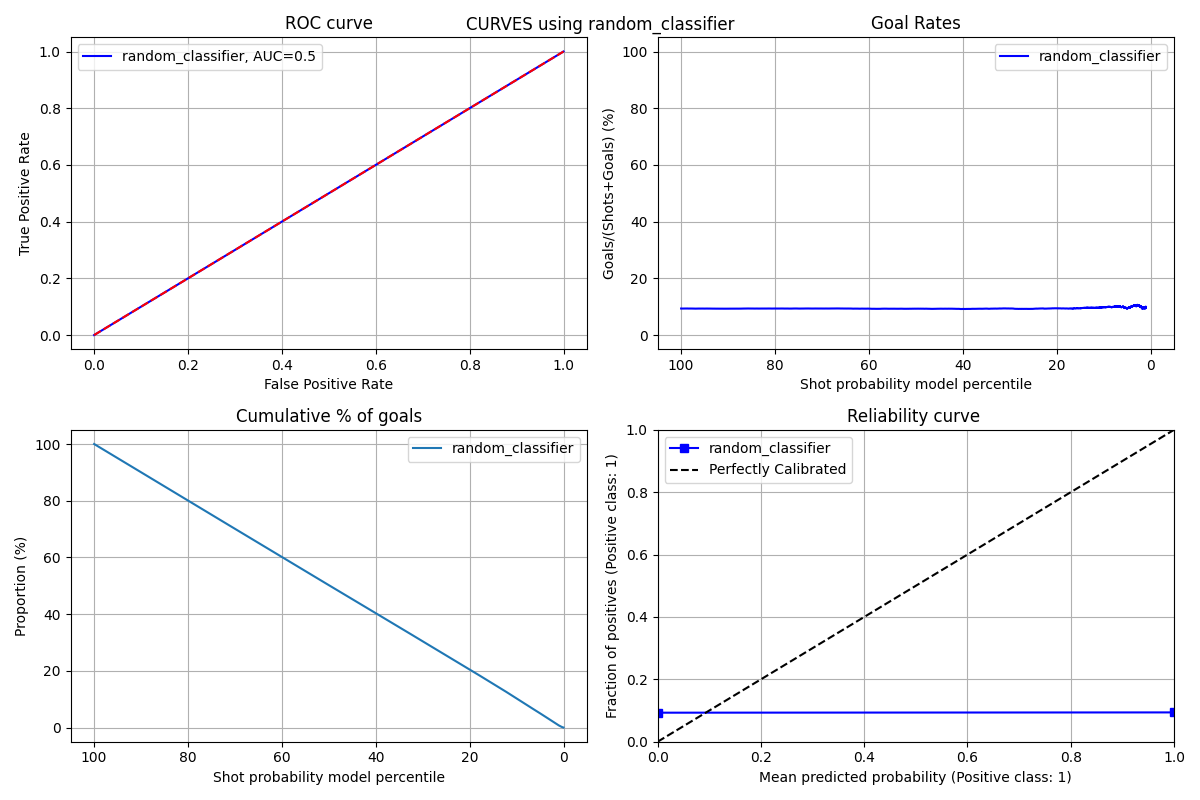 CURVES using random_classifier
ROC curve
random_classifier, AUC=0.5
True Positive Rate
1.0
0.8
0.6
0.4
0.2
0.0
0.0 0.2 0.4 0.6 0.8 1.0
False Positive Rate
Goal Rates
random_classifier
Goals/(Shots+Goals) (%)
100
80
60
40
20
0
100 80 60 40 20 0
Shot probability model percentile
Cumulative % of goals
random_classifier
Proportion (%)
100
80
60
40
20
0
100 80 60 40 20 0
Shot probability model percentile
Reliability curve
random_classifier
Perfectly Calibrated
Fraction of positives (Positive class: 1)
1.0
0.8
0.6
0.4
0.2
0.0
0.0 0.2 0.4 0.6 0.8 1.0
Mean predicted probability (Positive class: 1)